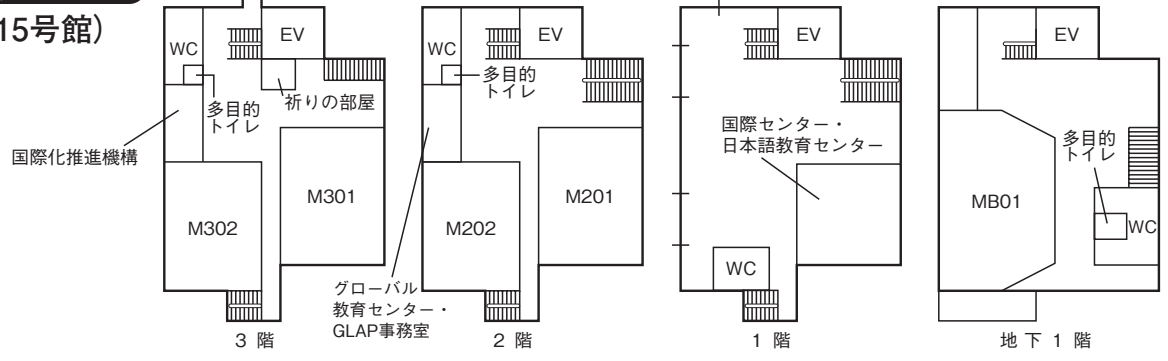 15号館）
WC
EV
多目的
トイレ
祈りの部屋
国際化推進機構
M301
M302
3 階
WC
EV
多目的
トイレ
M201
M202
グローバル
教育センター・
GLAP事務室
2 階
EV
国際センター・
日本語教育センター
WC
1 階
EV
多目的
トイレ
MB01
WC
地下 1 階